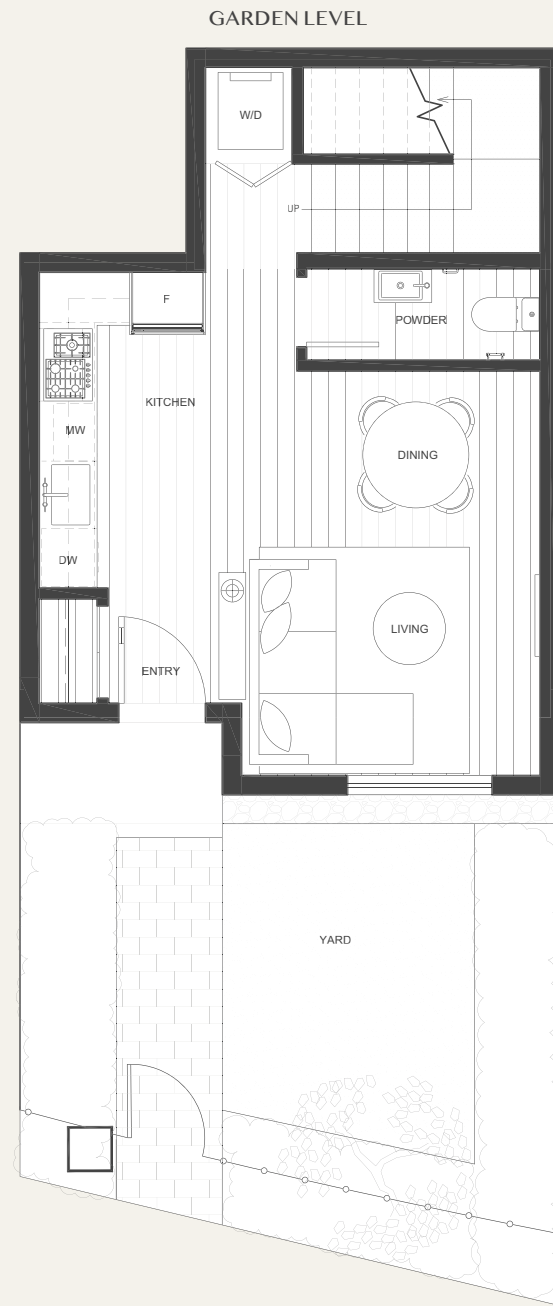 GARDEN LEVEL
W/D
UP
F
POWDER
KITCHEN
MW
DINING
DW
LIVING
ENTRY
YARD